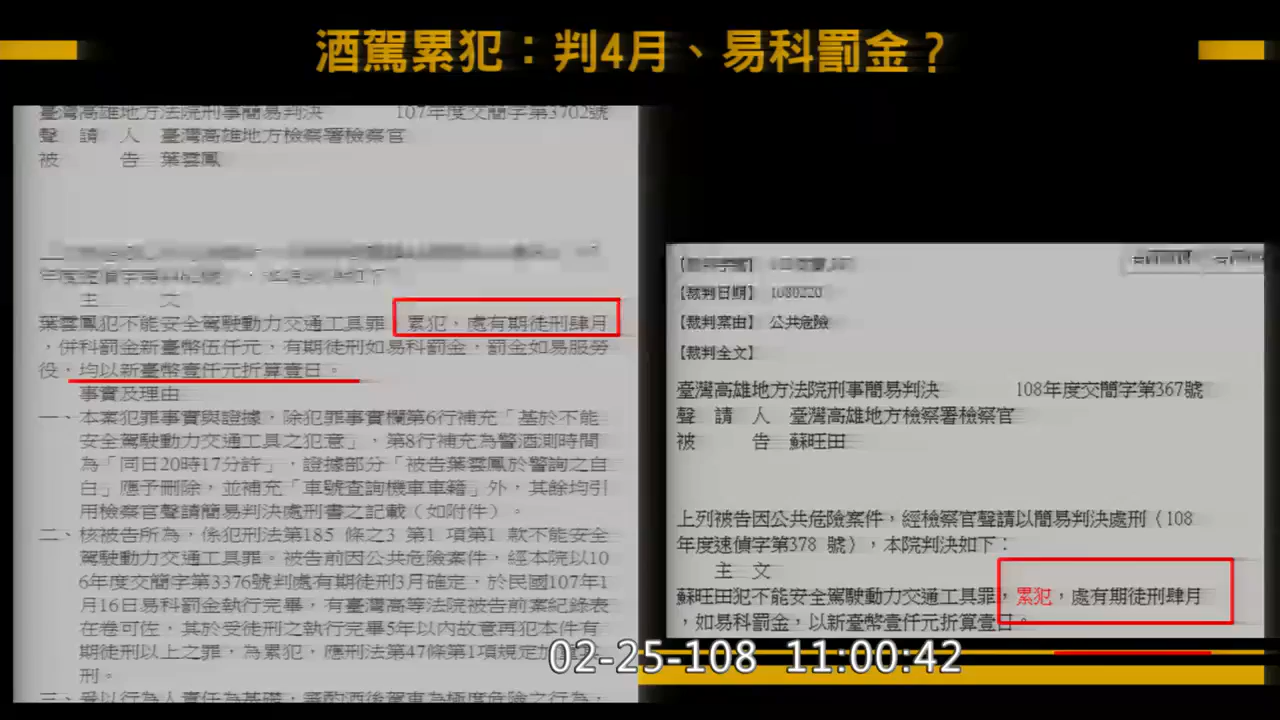 酒駕累犯：判4月、易科罰金？
臺灣高雄地方法院刑事簡易判決 107年度交簡字第3702號
聲 請 人 臺灣高雄地方檢察署檢察官
被 告 葉雲鳳
主 文
葉雲鳳犯不能安全駕駛動力交通工具罪，累犯，處有期徒刑肆月
，併科罰金新臺幣伍仟元，有期徒刑如易科罰金，罰金如易服勞
役，均以新臺幣壹仟元折算壹日。
事實及理由
一、本案犯罪事實與證據，除犯罪事實欄第6行補充「基於不能
安全駕駛動力交通工具之犯意」，第8行補充為警酒測時間
為「同日20時17分許」，證據部分「被告葉雲鳳於警詢之自
白」應予刪除，並補充「車號查詢機車車籍」外，其餘均引
用檢察官聲請簡易判決處刑書之記載（如附件）。
二、核被告所為，係犯刑法第185 條之3 第1 項第1 款不能安全
駕駛動力交通工具罪。被告前因公共危險案件，經本院以10
6年度交簡字第3376號判處有期徒刑3月確定，於民國107年1
月16日易科罰金執行完畢，有臺灣高等法院被告前案紀錄表
在卷可佐，其於受徒刑之執行完畢5年以內故意再犯本件有
期徒刑以上之罪，為累犯，應刑法第47條第1項規定加
刑。
三、爰以行為人責任為基礎，審酌酒後駕車為極度危險之行為，
【裁判日期】 1080220
【裁判案由】 公共危險
【裁判全文】
臺灣高雄地方法院刑事簡易判決 108年度交簡字第367號
聲 請 人 臺灣高雄地方檢察署檢察官
被 告 蘇旺田
上列被告因公共危險案件，經檢察官聲請以簡易判決處刑（108
年度速偵字第378 號），本院判決如下：
主 文
蘇旺田犯不能安全駕駛動力交通工具罪，累犯，處有期徒刑肆月
，如易科罰金，以新臺幣壹仟元折算壹日。
02-25-108 11:00:42